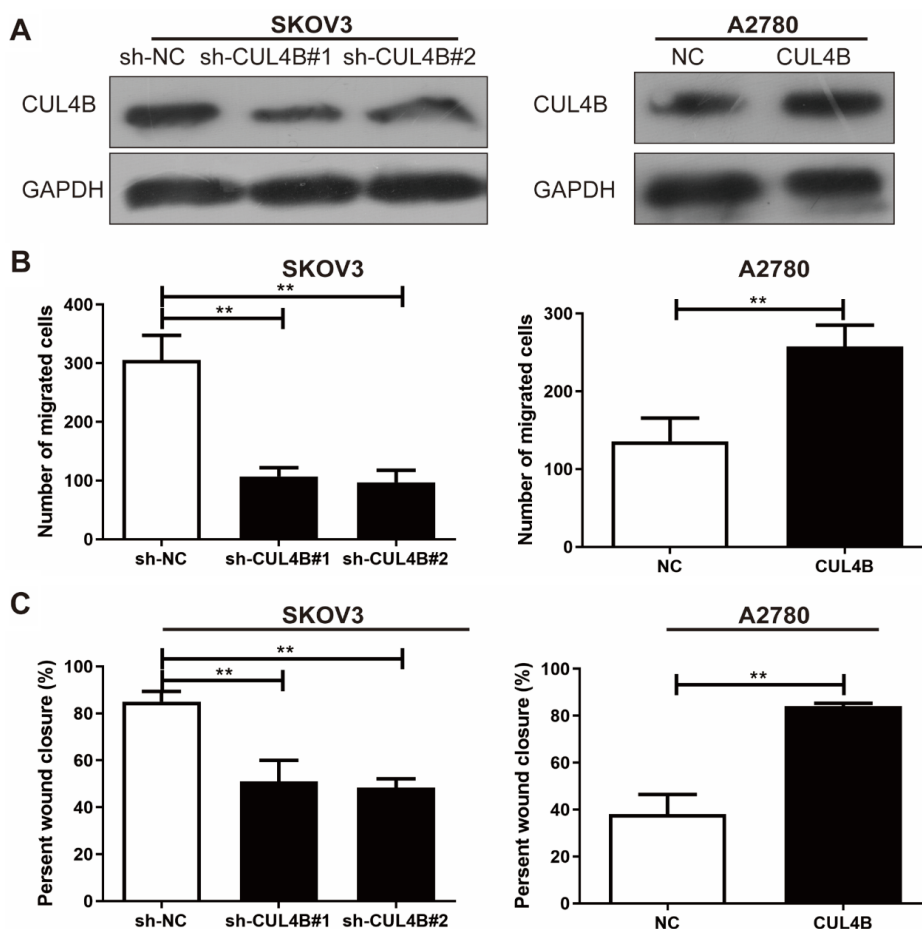 A
SKOV3
sh-NC sh-CUL4B#1 sh-CUL4B#2
CUL4B
GAPDH
A2780
NC CUL4B
CUL4B
GAPDH
B
SKOV3
Number of migrated cells
400
300
200
100
0
**
**
sh-NC sh-CUL4B#1 sh-CUL4B#2
A2780
Number of migrated cells
300
200
100
0
**
NC CUL4B
C
SKOV3
Persent wound closure (%)
100
80
60
40
20
0
**
**
sh-NC sh-CUL4B#1 sh-CUL4B#2
A2780
Persent wound closure (%)
100
80
60
40
20
0
**
NC CUL4B